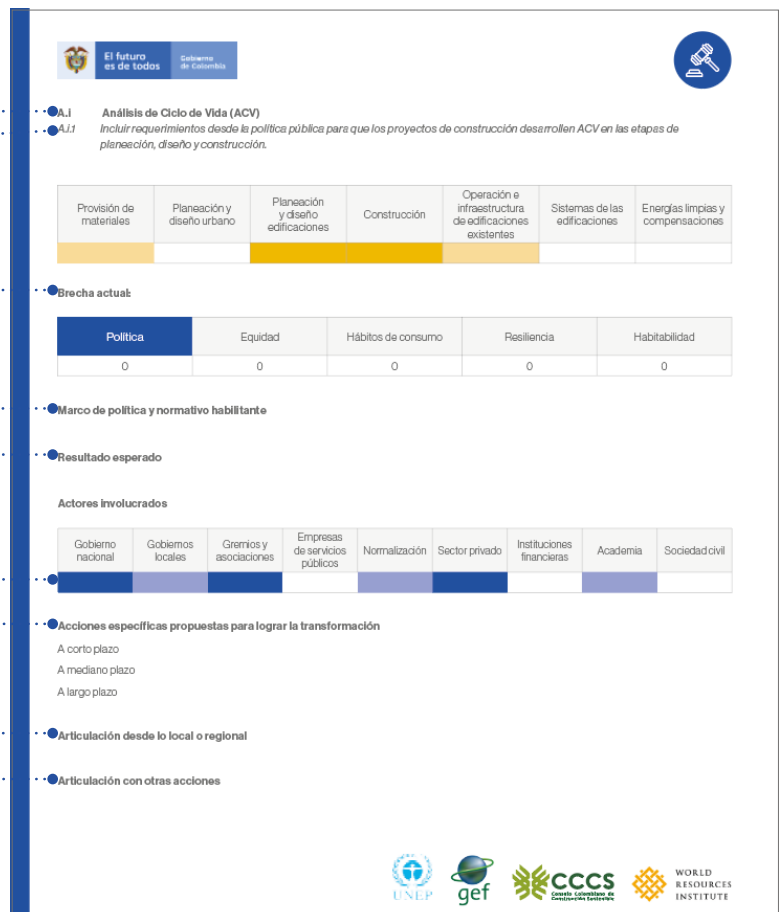 El futuro
es de todos
Gobierno
de Colombia
A.i Análisis de Ciclo de Vida (ACV)
A.i.1 Incluir requerimientos desde la política pública para que los proyectos de construcción desarrollen ACV en las etapas de
planeación, diseño y construcción.
Provisión de
materiales
Planeación y
diseño urbano
Planeación
y diseño
edificaciones
Construcción
Operación e
infraestructura
de edificaciones
existentes
Sistemas de las
edificaciones
Energías limpias y
compensaciones
Brecha actual:
Política Equidad Hábitos de consumo Resiliencia Habitabilidad
0 0 0 0 0
Marco de política y normativo habilitante
Resultado esperado
Actores involucrados
Gobierno
nacional
Gobiernos
locales
Gremios y
asociaciones
Empresas
de servicios
públicos
Normalización
Sector privado
Instituciones
financieras
Academia
Sociedad civil
Acciones específicas propuestas para lograr la transformación
A corto plazo
A mediano plazo
A largo plazo
Articulación desde lo local o regional
Articulación con otras acciones
UNEP
gef
CCCS
Consejo Colombiano de
Construcción Sostenible
WORLD
RESOURCES
INSTITUTE